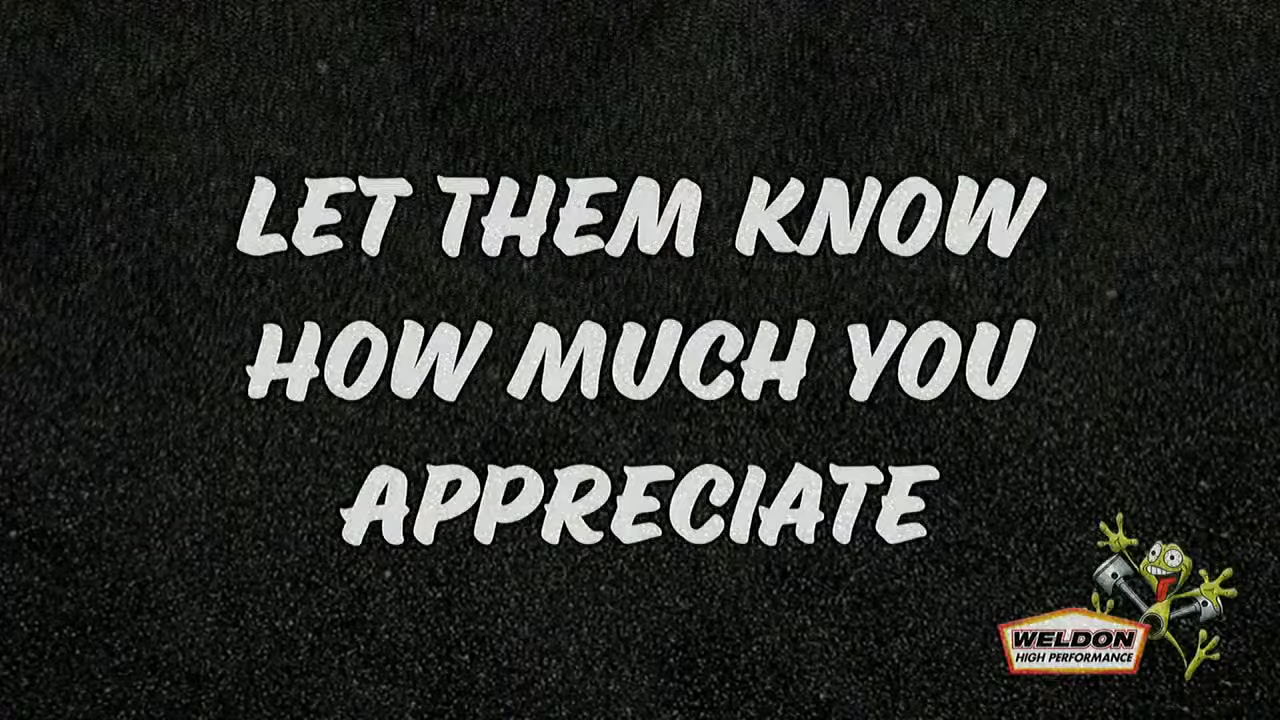 LET THEM KNOW
HOW MUCH YOU
APPRECIATE
WELDON
HIGH PERFORMANCE